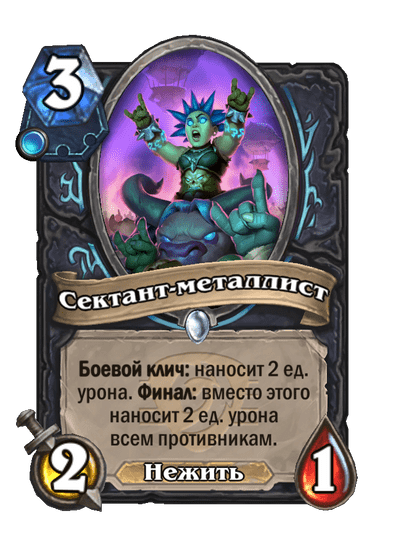 3
Сектант-металлист
Боевой клич: наносит 2 ед.
урона. Финал: вместо этого
наносит 2 ед. урона
всем противникам.
2
Нежить
1